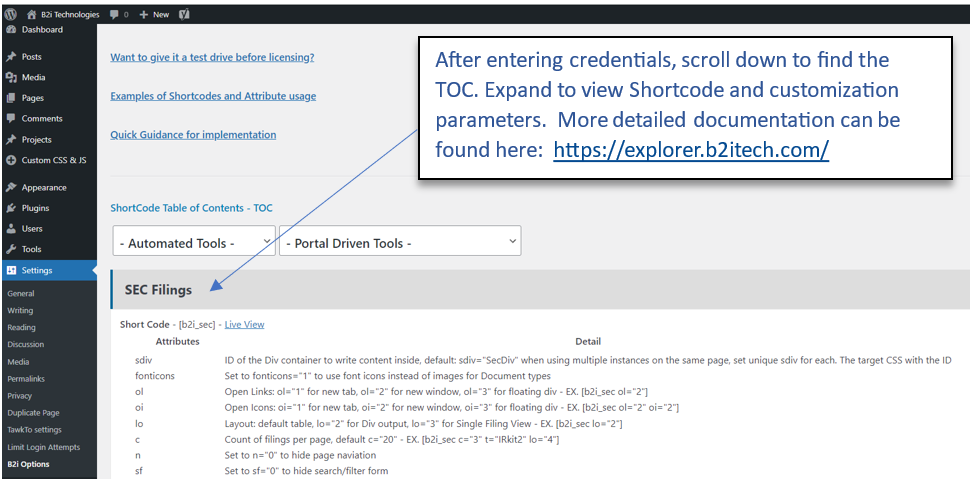 B2i Technologies 0 New
Dashboard
Posts
Media
Pages
Comments
Projects
Custom CSS & JS
Appearance
Plugins
Users
Tools
Settings
General
Writing
Reading
Discussion
Media
Permalinks
Privacy
Duplicate Page
TawkTo settings
Limit Login Attempts
B2i Options
Want to give it a test drive before licensing?
Examples of Shortcodes and Attribute usage
Quick Guidance for implementation
After entering credentials, scroll down to find the
TOC. Expand to view Shortcode and customization
parameters. More detailed documentation can be
found here: https://explorer.b2itech.com/
ShortCode Table of Contents - TOC
- Automated Tools - - Portal Driven Tools -
SEC Filings
Short Code - [b2i_sec] - Live View
Attributes Detail
sdiv ID of the Div container to write content inside, default: sdiv="SecDiv" when using multiple instances on the same page, set unique sdiv for each. The target CSS with the ID
fonticons Set to fonticons="1" to use font icons instead of images for Document types
ol Open Links: ol="1" for new tab, ol="2" for new window, ol="3" for floating div - EX. [b2i_sec ol="2"]
oi Open Icons: oi="1" for new tab, oi="2" for new window, oi="3" for floating div - EX. [b2i_sec ol="2" oi="2"]
lo Layout: default table, lo="2" for Div output, lo="3" for Single Filing View - EX. [b2i_sec lo="2"]
c Count of filings per page, default c="20" - EX. [b2i_sec c="3" t="IRkit2" lo="4"]
n Set to n="0" to hide page naviation
sf Set to sf="0" to hide search/filter form